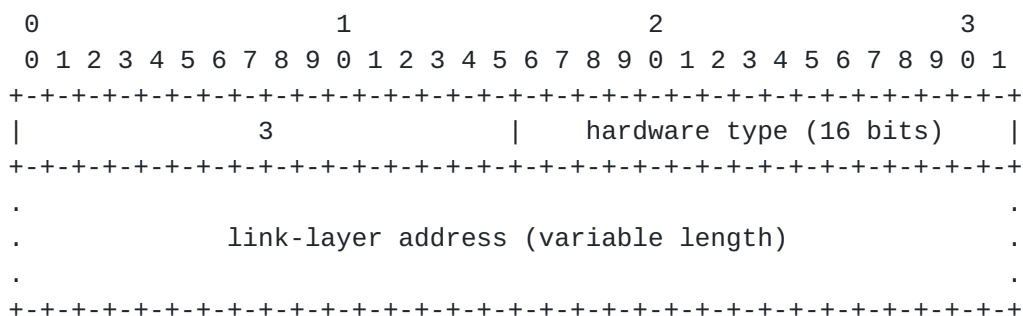 0                   1                   2                   3
 0 1 2 3 4 5 6 7 8 9 0 1 2 3 4 5 6 7 8 9 0 1 2 3 4 5 6 7 8 9 0 1
+-+-+-+-+-+-+-+-+-+-+-+-+-+-+-+-+-+-+-+-+-+-+-+-+-+-+-+-+-+-+-+-+
|               3               |    hardware type (16 bits)    |
+-+-+-+-+-+-+-+-+-+-+-+-+-+-+-+-+-+-+-+-+-+-+-+-+-+-+-+-+-+-+-+-+
.                                                               .
.             link-layer address (variable length)              .
.                                                               .
+-+-+-+-+-+-+-+-+-+-+-+-+-+-+-+-+-+-+-+-+-+-+-+-+-+-+-+-+-+-+-+-+